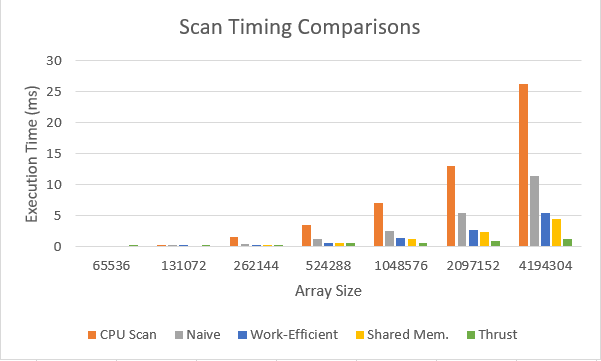 Scan Timing Comparisons
30
25
20
15
10
5
0
Execution Time (ms)
65536 131072 262144 524288 1048576 2097152 4194304
Array Size
CPU Scan Naive Work-Efficient Shared Mem. Thrust